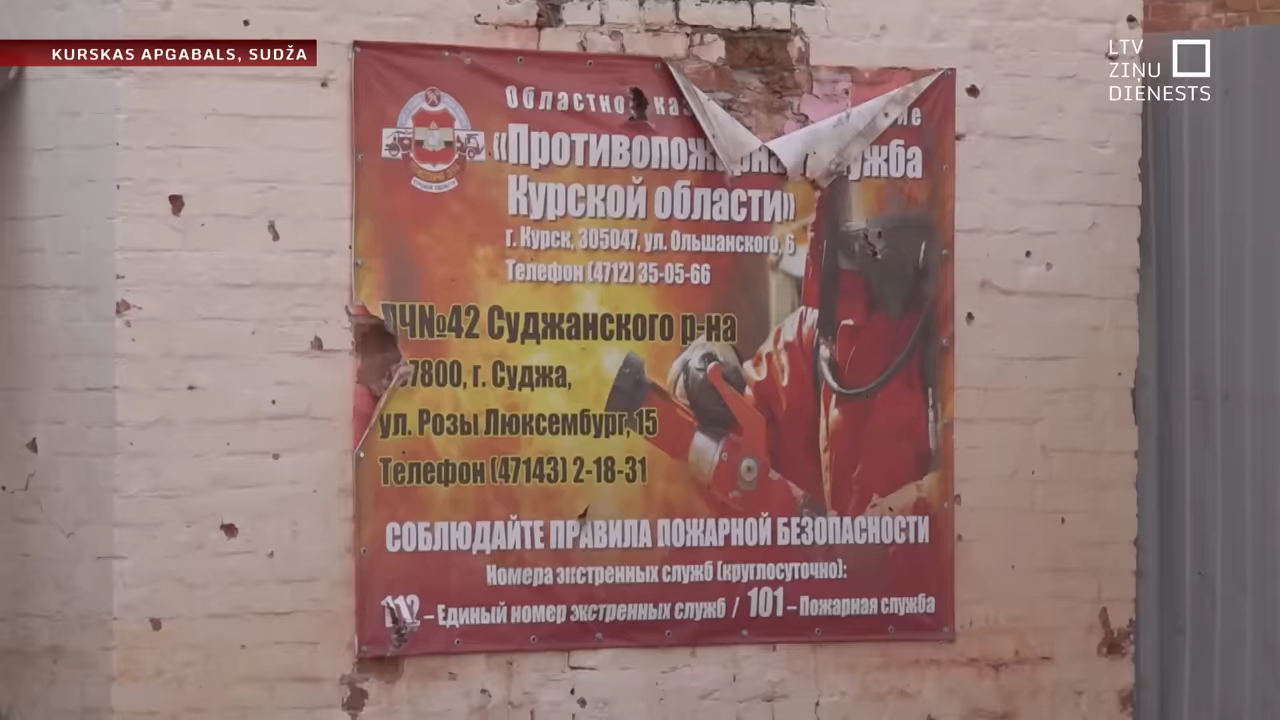 KURSKAS APGABALS, SUDŽA
LTV
ZIŅU
DIENESTS
Областно
«Противопож
Курской области»
г. Курск, 305047, ул. Ольшанского, 6
Телефон (4712) 35-05-66
ПЧ№42 Суджанского р-на
7800, г. Суджа,
ул. Розы Люксембург, 15
Телефон (47143) 2-18-31
СОБЛЮДАЙТЕ ПРАВИЛА ПОЖАРНОЙ БЕЗОПАСНОСТИ
Номера экстренных служб (круглосуточно):
112 – Единый номер экстренных служб / 101 – Пожарная служба